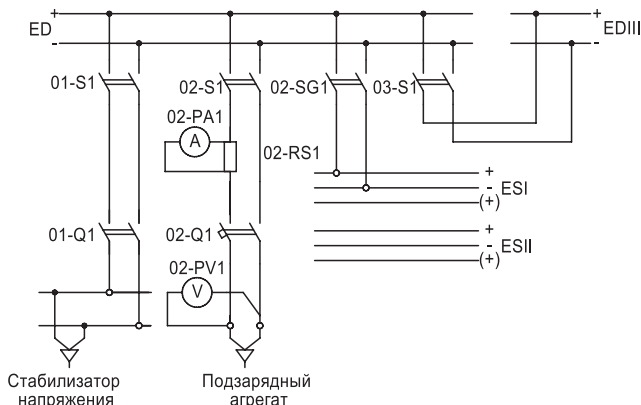 +
ED
-
+
EDIII
-
01-S1
02-S1
02-SG1
03-S1
02-PA1
A
02-RS1
+
- ESI
(+)
01-Q1
02-Q1
+
- ESII
(+)
02-PV1
V
Стабилизатор
напряжения
Подзарядный
агрегат